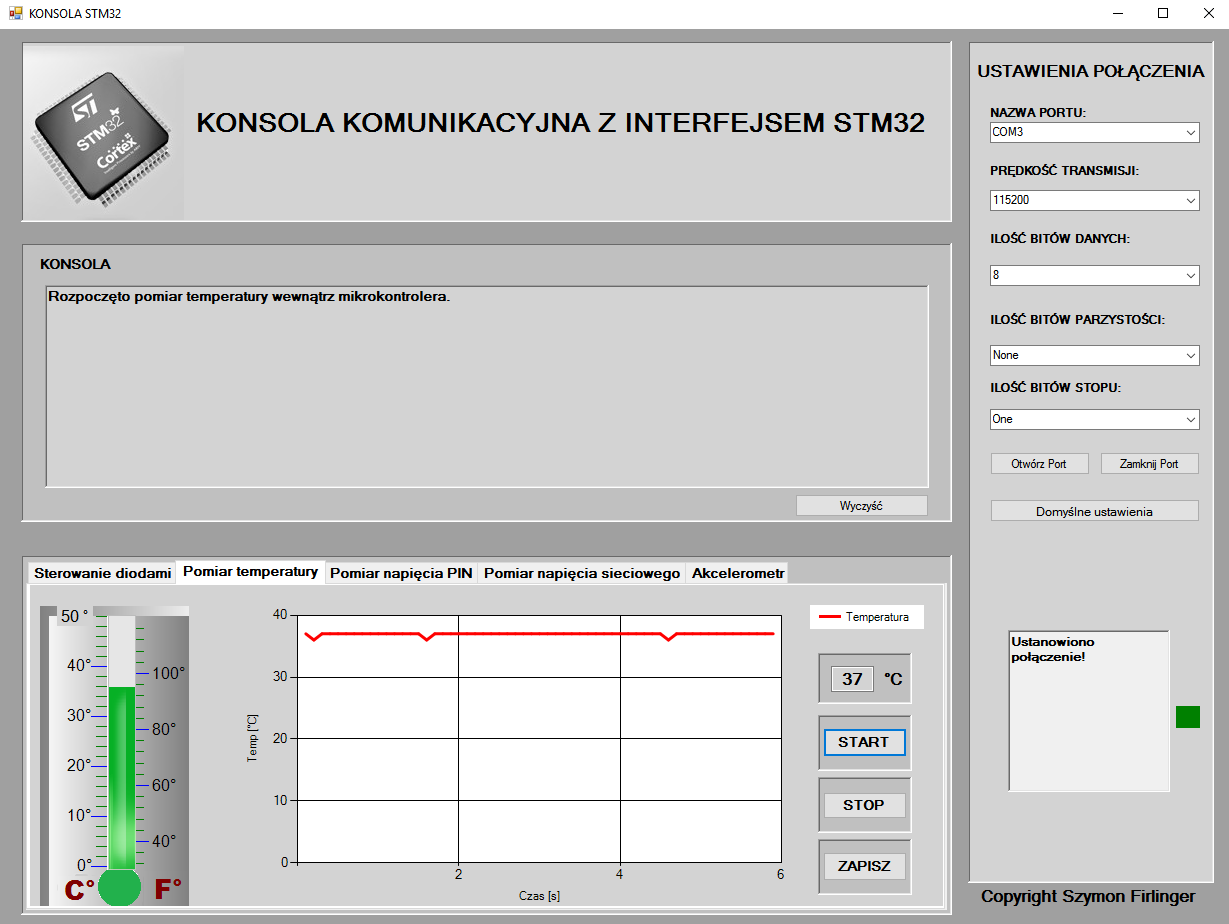 KONSOLA STM32
STM32
Cortex
KONSOLA KOMUNIKACYJNA Z INTERFEJSEM STM32
KONSOLA
Rozpoczęto pomiar temperatury wewnątrz mikrokontrolera.
Wyczyść
Sterowanie diodami Pomiar temperatury Pomiar napięcia PIN Pomiar napięcia sieciowego Akcelerometr
50 °
40°
30°
20°
10°
0°
100°
80°
60°
40°
C° F°
Temp [°C]
40
30
20
10
0
2 4 6
Czas [s]
Temperatura
37 °C
START
STOP
ZAPISZ
USTAWIENIA POŁĄCZENIA
NAZWA PORTU:
COM3
PRĘDKOŚĆ TRANSMISJI:
115200
ILOŚĆ BITÓW DANYCH:
8
ILOŚĆ BITÓW PARZYSTOŚCI:
None
ILOŚĆ BITÓW STOPU:
One
Otwórz Port Zamknij Port
Domyślne ustawienia
Ustanowiono
połączenie!
Copyright Szymon Firlinger